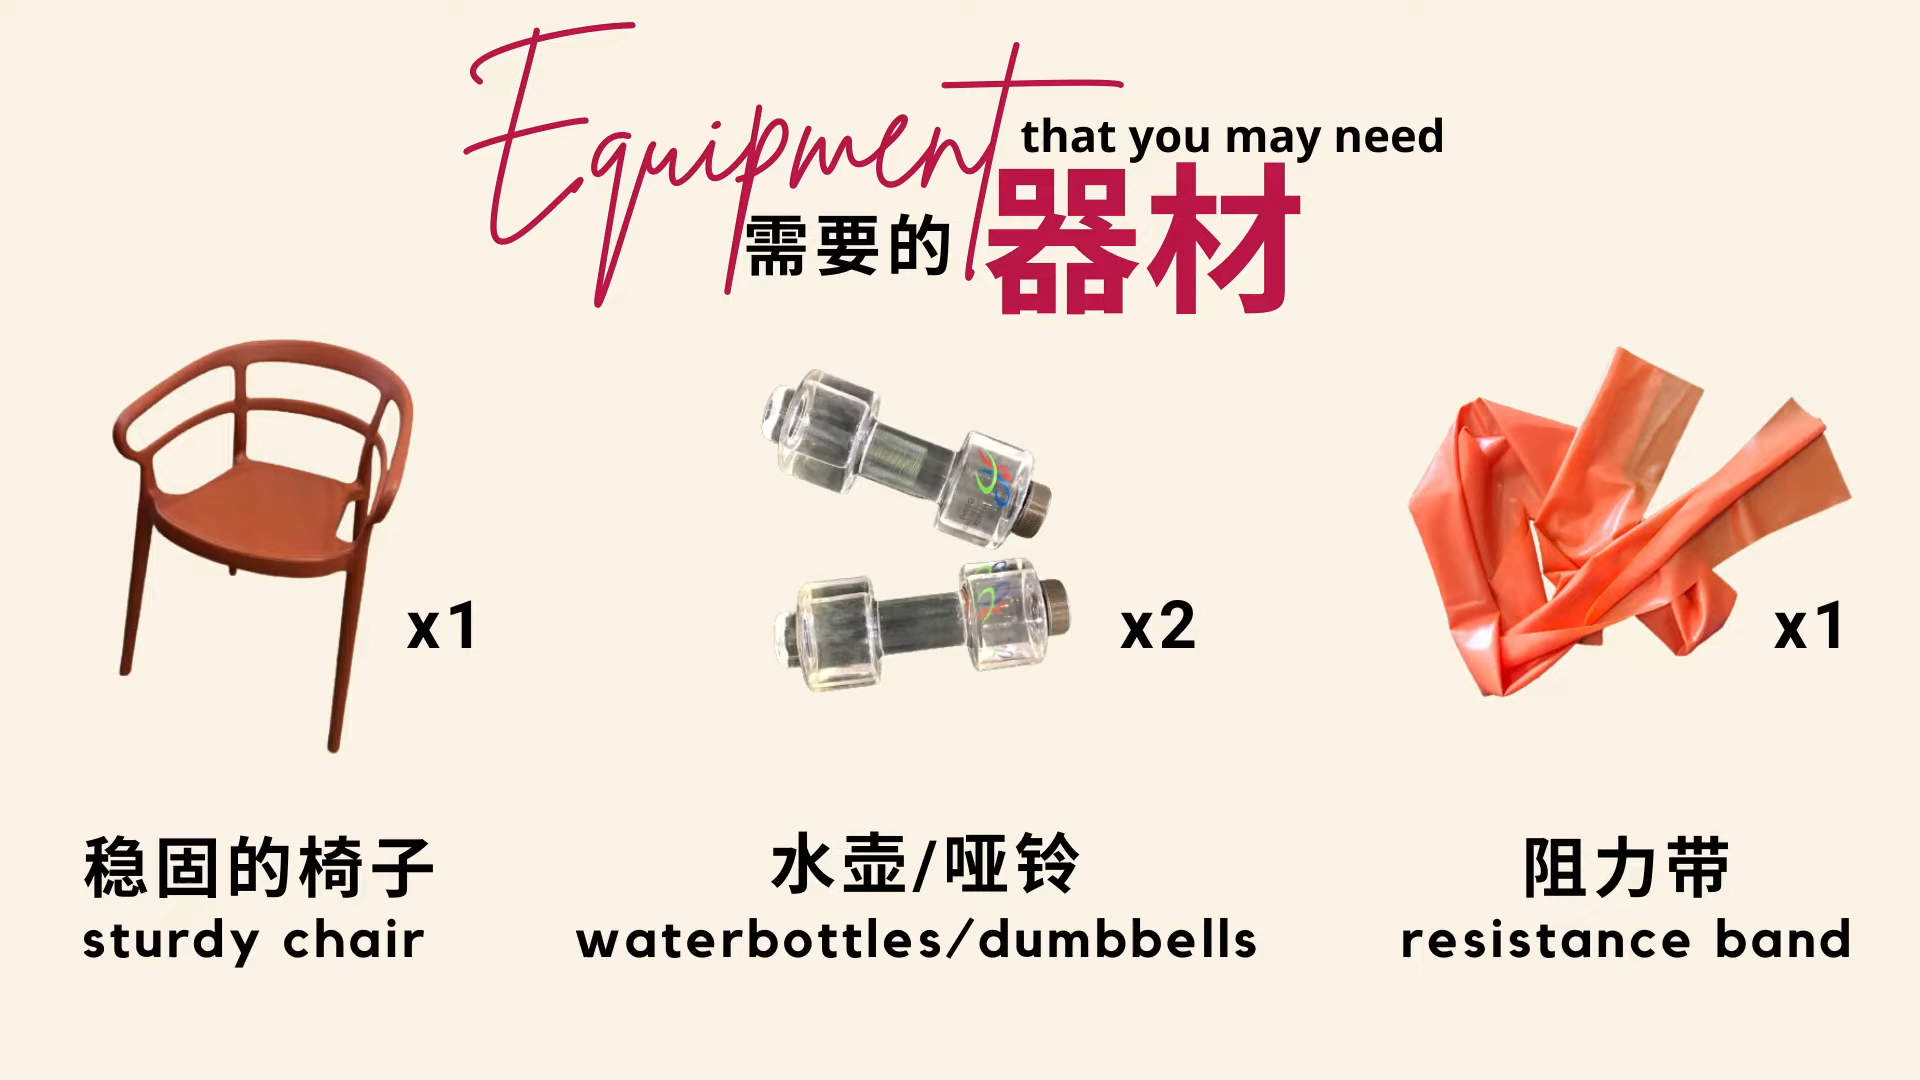 Equipment that you may need
需要的器材
x1
x2
x1
稳固的椅子
sturdy chair
水壶/哑铃
waterbottles/dumbbells
阻力带
resistance band